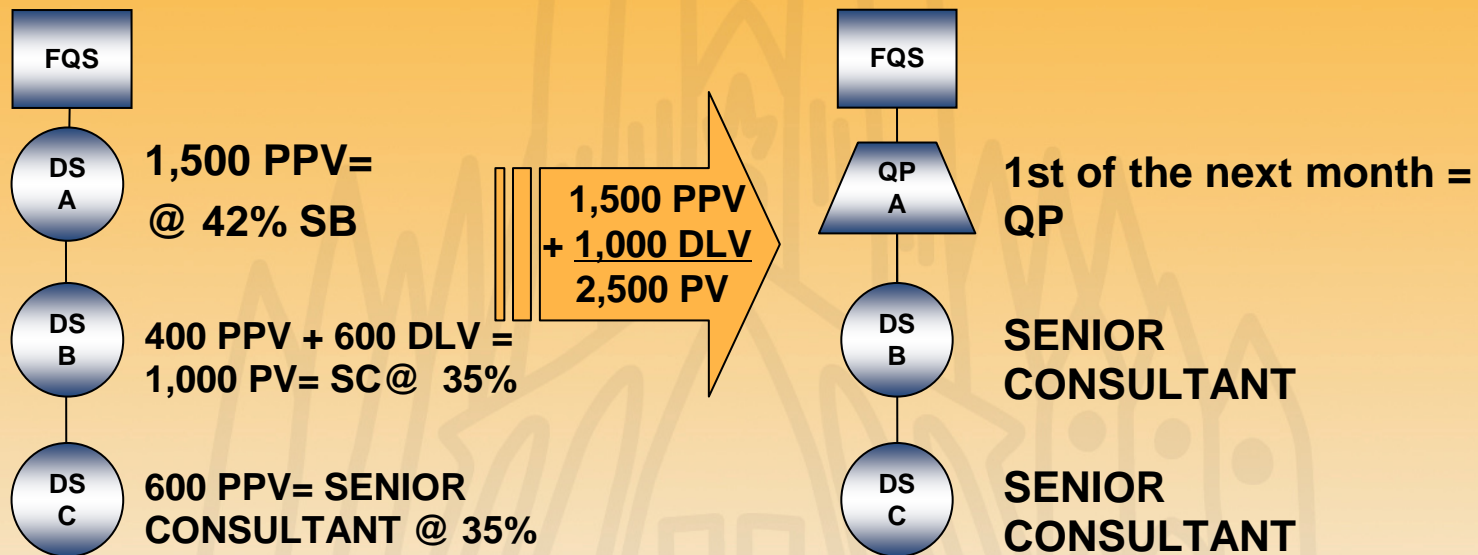 FQS
DS
A
1,500 PPV=
@ 42% SB
DS
B
400 PPV + 600 DLV =
1,000 PV= SC@ 35%
DS
C
600 PPV= SENIOR
CONSULTANT @ 35%
1,500 PPV
+ 1,000 DLV
2,500 PV
FQS
QP
A
1st of the next month =
QP
DS
B
SENIOR
CONSULTANT
DS
C
SENIOR
CONSULTANT